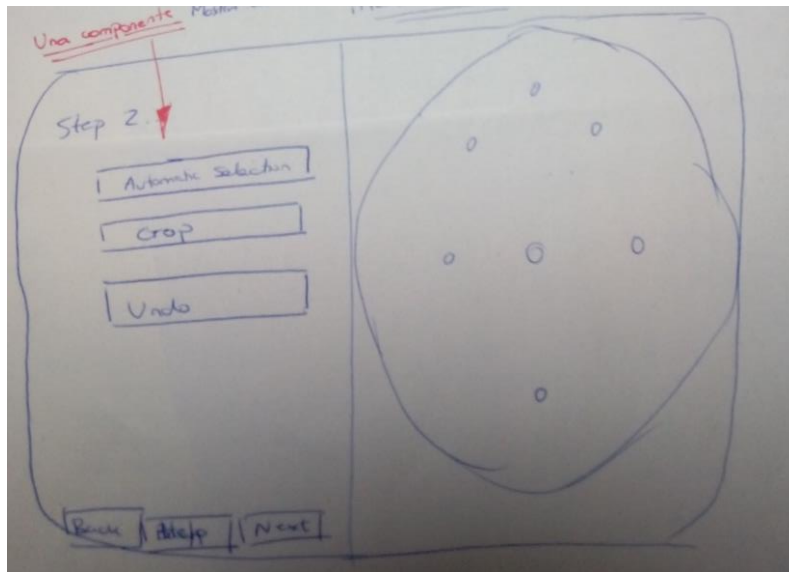 Una componente
Step 2.
Automatic Selection
Crop
Undo
Back Help Next